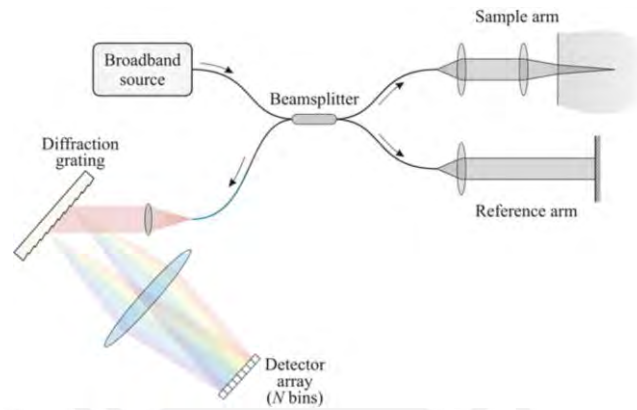 Sample arm
Broadband
source
Beamsplitter
Diffraction
grating
Reference arm
Detector
array
(N bins)